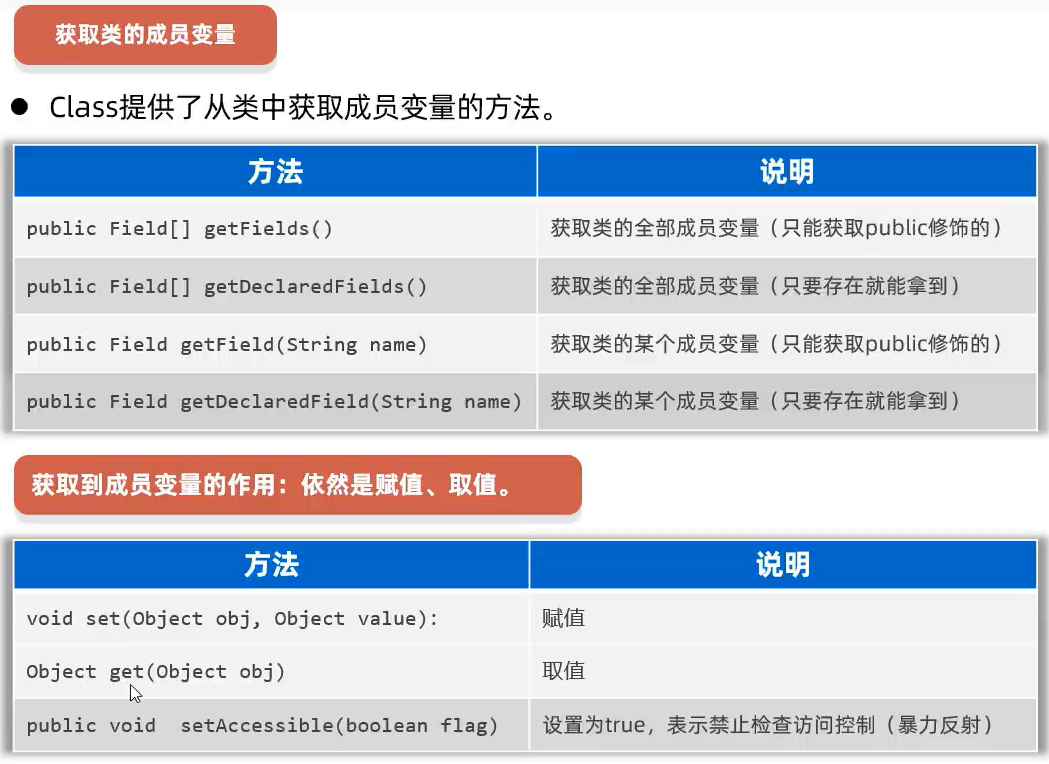 获取类的成员变量
● Class提供了从类中获取成员变量的方法。
方法 说明
public Field[] getFields() 获取类的全部成员变量（只能获取public修饰的）
public Field[] getDeclaredFields() 获取类的全部成员变量（只要存在就能拿到）
public Field getField(String name) 获取类的某个成员变量（只能获取public修饰的）
public Field getDeclaredField(String name) 获取类的某个成员变量（只要存在就能拿到）
获取到成员变量的作用：依然是赋值、取值。
方法 说明
void set(Object obj, Object value): 赋值
Object get(Object obj) 取值
public void  setAccessible(boolean flag) 设置为true，表示禁止检查访问控制（暴力反射）